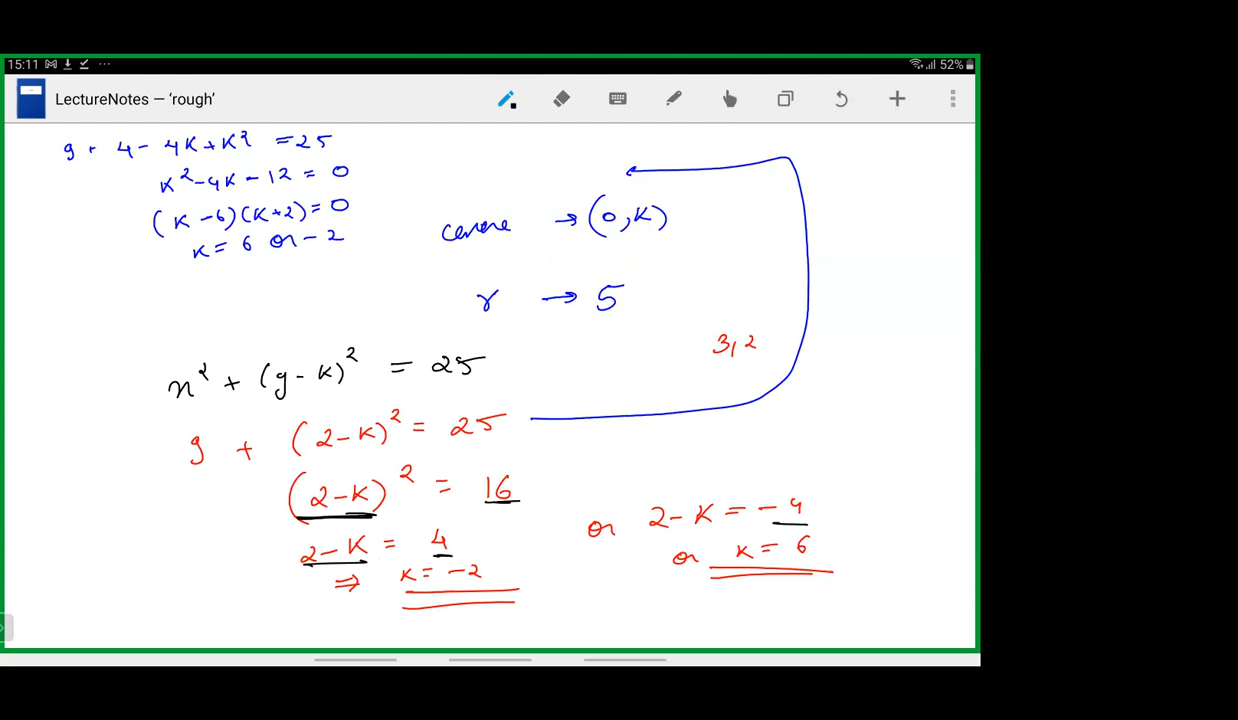 15:11
52%
LectureNotes — ‘rough’
9 + 4 - 4K + K² = 25
K² - 4K - 12 = 0
(K - 6)(K + 2) = 0
K = 6 or - 2
centre → (0, K)
r → 5
3, 2
x² + (y - K)² = 25
9 + (2 - K)² = 25
(2 - K)² = 16
2 - K = 4 or 2 - K = - 4
⇒ K = - 2 or K = 6